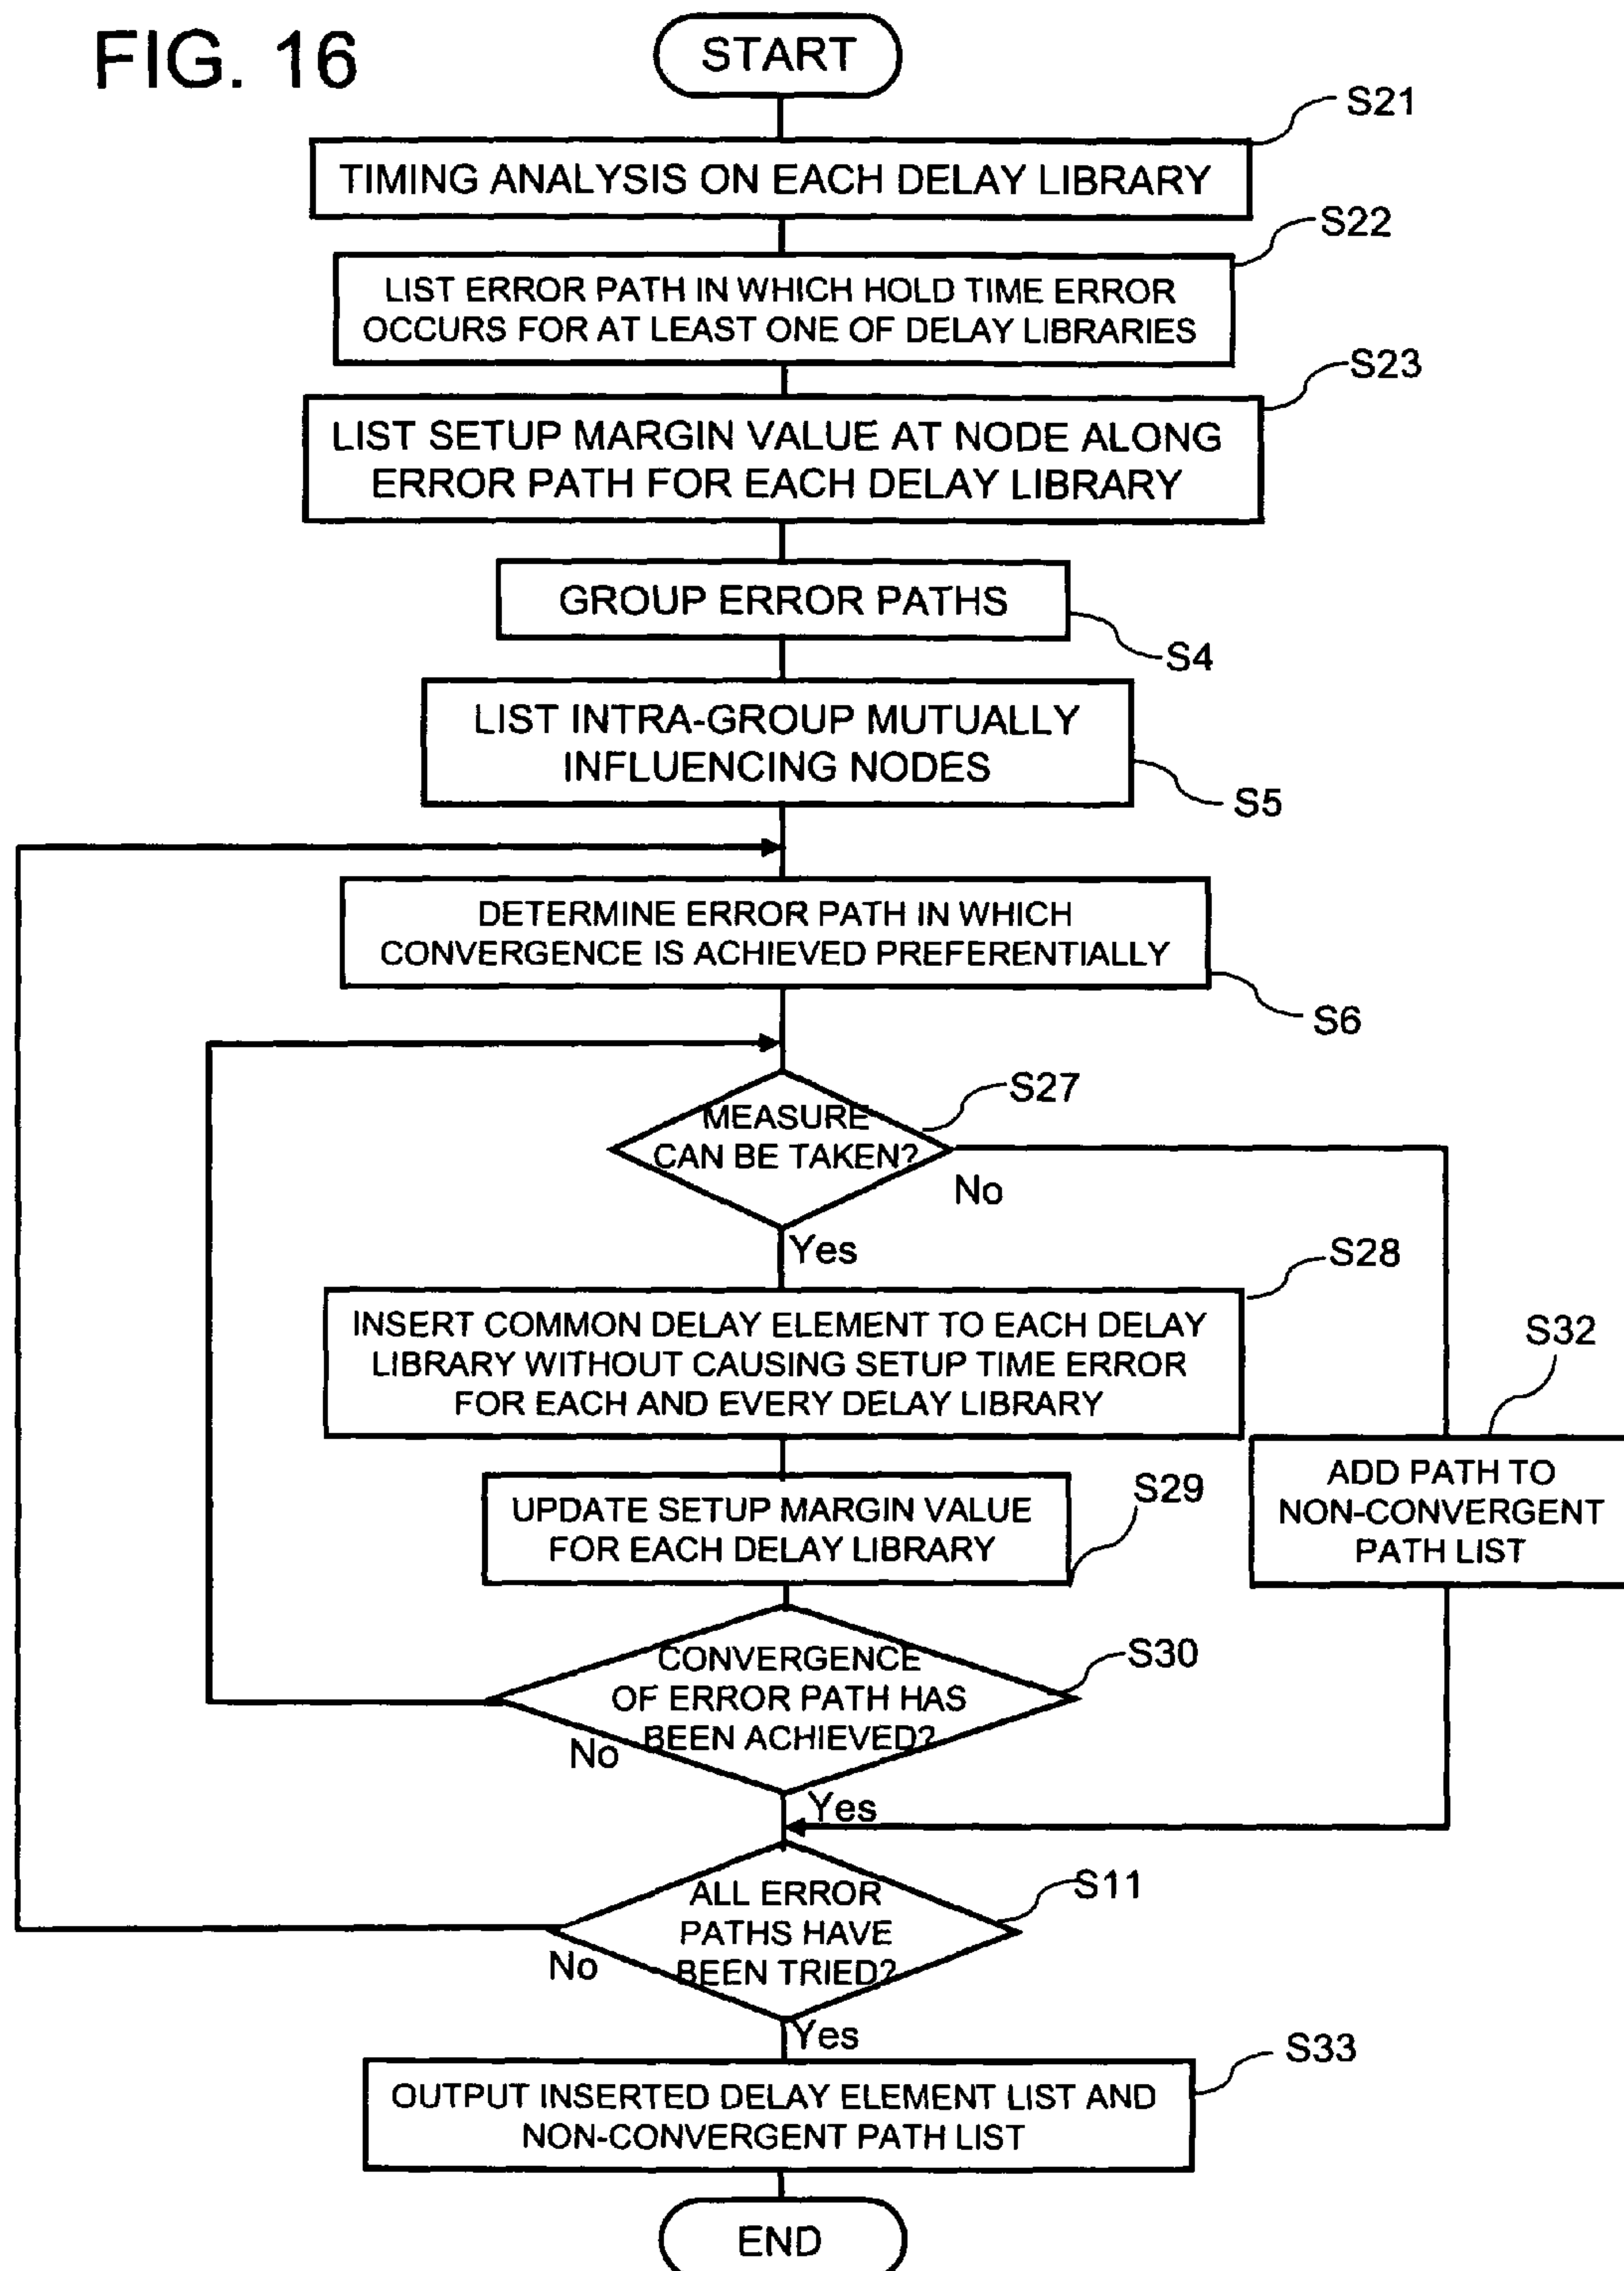 FIG. 16
START
S21
TIMING ANALYSIS ON EACH DELAY LIBRARY
S22
LIST ERROR PATH IN WHICH HOLD TIME ERROR
OCCURS FOR AT LEAST ONE OF DELAY LIBRARIES
S23
LIST SETUP MARGIN VALUE AT NODE ALONG
ERROR PATH FOR EACH DELAY LIBRARY
GROUP ERROR PATHS
S4
LIST INTRA-GROUP MUTUALLY
INFLUENCING NODES
S5
DETERMINE ERROR PATH IN WHICH
CONVERGENCE IS ACHIEVED PREFERENTIALLY
S6
S27
MEASURE
CAN BE TAKEN?
No
Yes
S28
INSERT COMMON DELAY ELEMENT TO EACH DELAY
LIBRARY WITHOUT CAUSING SETUP TIME ERROR
FOR EACH AND EVERY DELAY LIBRARY
S32
ADD PATH TO
NON-CONVERGENT
PATH LIST
S29
UPDATE SETUP MARGIN VALUE
FOR EACH DELAY LIBRARY
S30
CONVERGENCE
OF ERROR PATH HAS
BEEN ACHIEVED?
No
Yes
S11
ALL ERROR
PATHS HAVE
BEEN TRIED?
No
Yes
S33
OUTPUT INSERTED DELAY ELEMENT LIST AND
NON-CONVERGENT PATH LIST
END